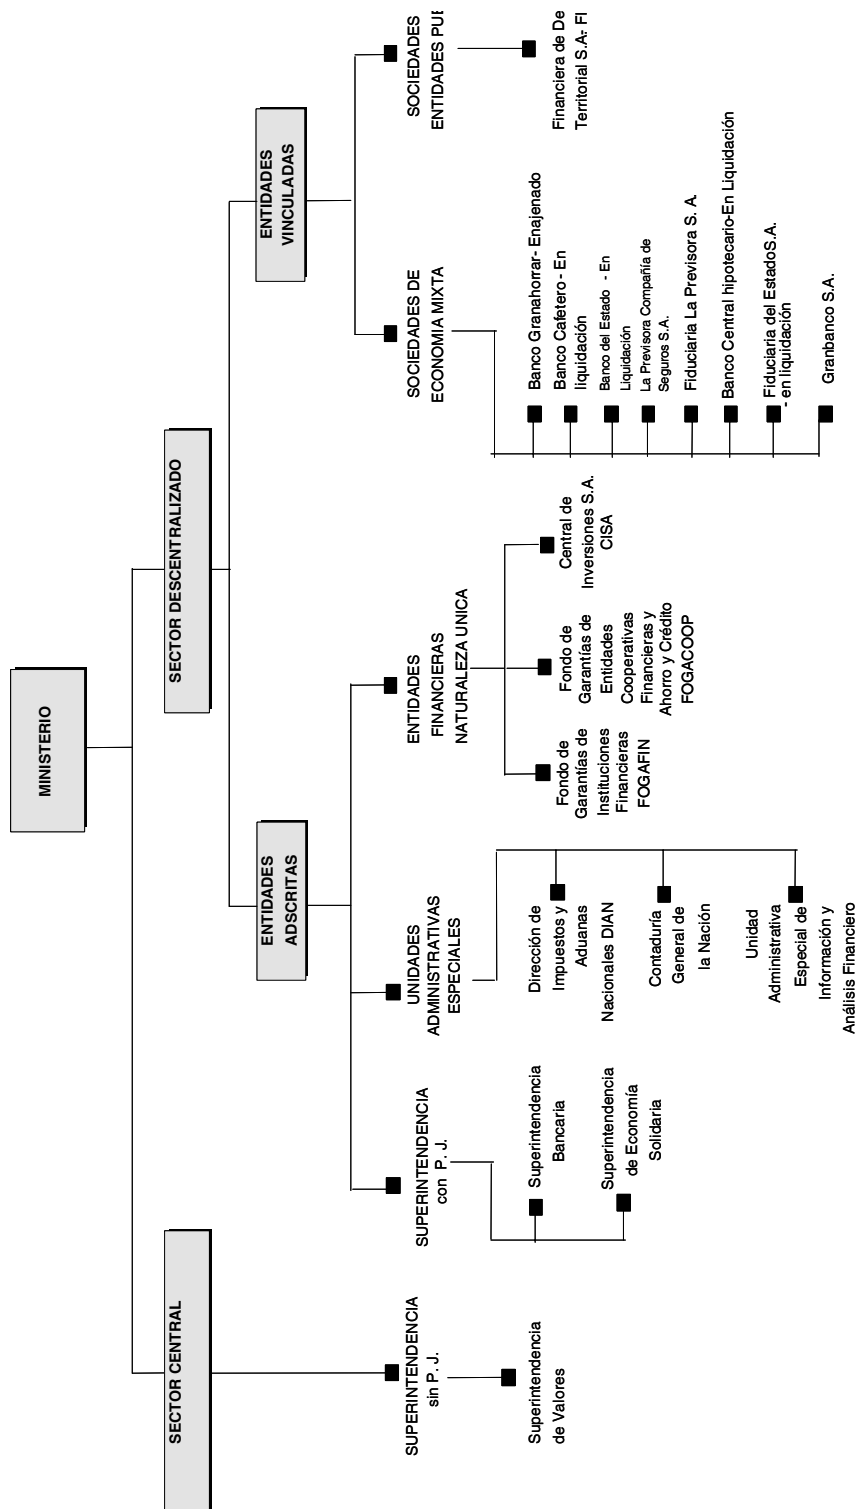 MINISTERIO
SECTOR CENTRAL
SECTOR DESCENTRALIZADO
ENTIDADES
ADSCRITAS
ENTIDADES
VINCULADAS
SUPERINTENDENCIA
sin P. J.
SUPERINTENDENCIA
con P. J.
UNIDADES
ADMINISTRATIVAS
ESPECIALES
ENTIDADES
FINANCIERAS
NATURALEZA UNICA
SOCIEDADES DE
ECONOMIA MIXTA
SOCIEDADES
ENTIDADES
Superintendencia
de Valores
Superintendencia
Bancaria
Superintendencia
de Economía
Solidaria
Dirección de
Impuestos y
Aduanas
Nacionales DIAN
Contaduría
General de
la Nación
Unidad
Administrativa
Especial de
Información y
Análisis Financiero
Fondo de
Garantías de
Instituciones
Financieras
FOGAFIN
Fondo de
Garantías de
Entidades
Cooperativas
Financieras y
Ahorro y Crédito
FOGACOOP
Central de
Inversiones S.A.
CISA
Banco Granahorrar- Enajenado
Banco Cafetero - En
liquidación
Banco del Estado - En
Liquidación
La Previsora Compañía de
Seguros S.A.
Fiduciaria La Previsora S. A.
Banco Central hipotecario-En Liquidación
Fiduciaria del EstadoS.A.
- en liquidación
Granbanco S.A.
Financiera de
Territorial S.A-